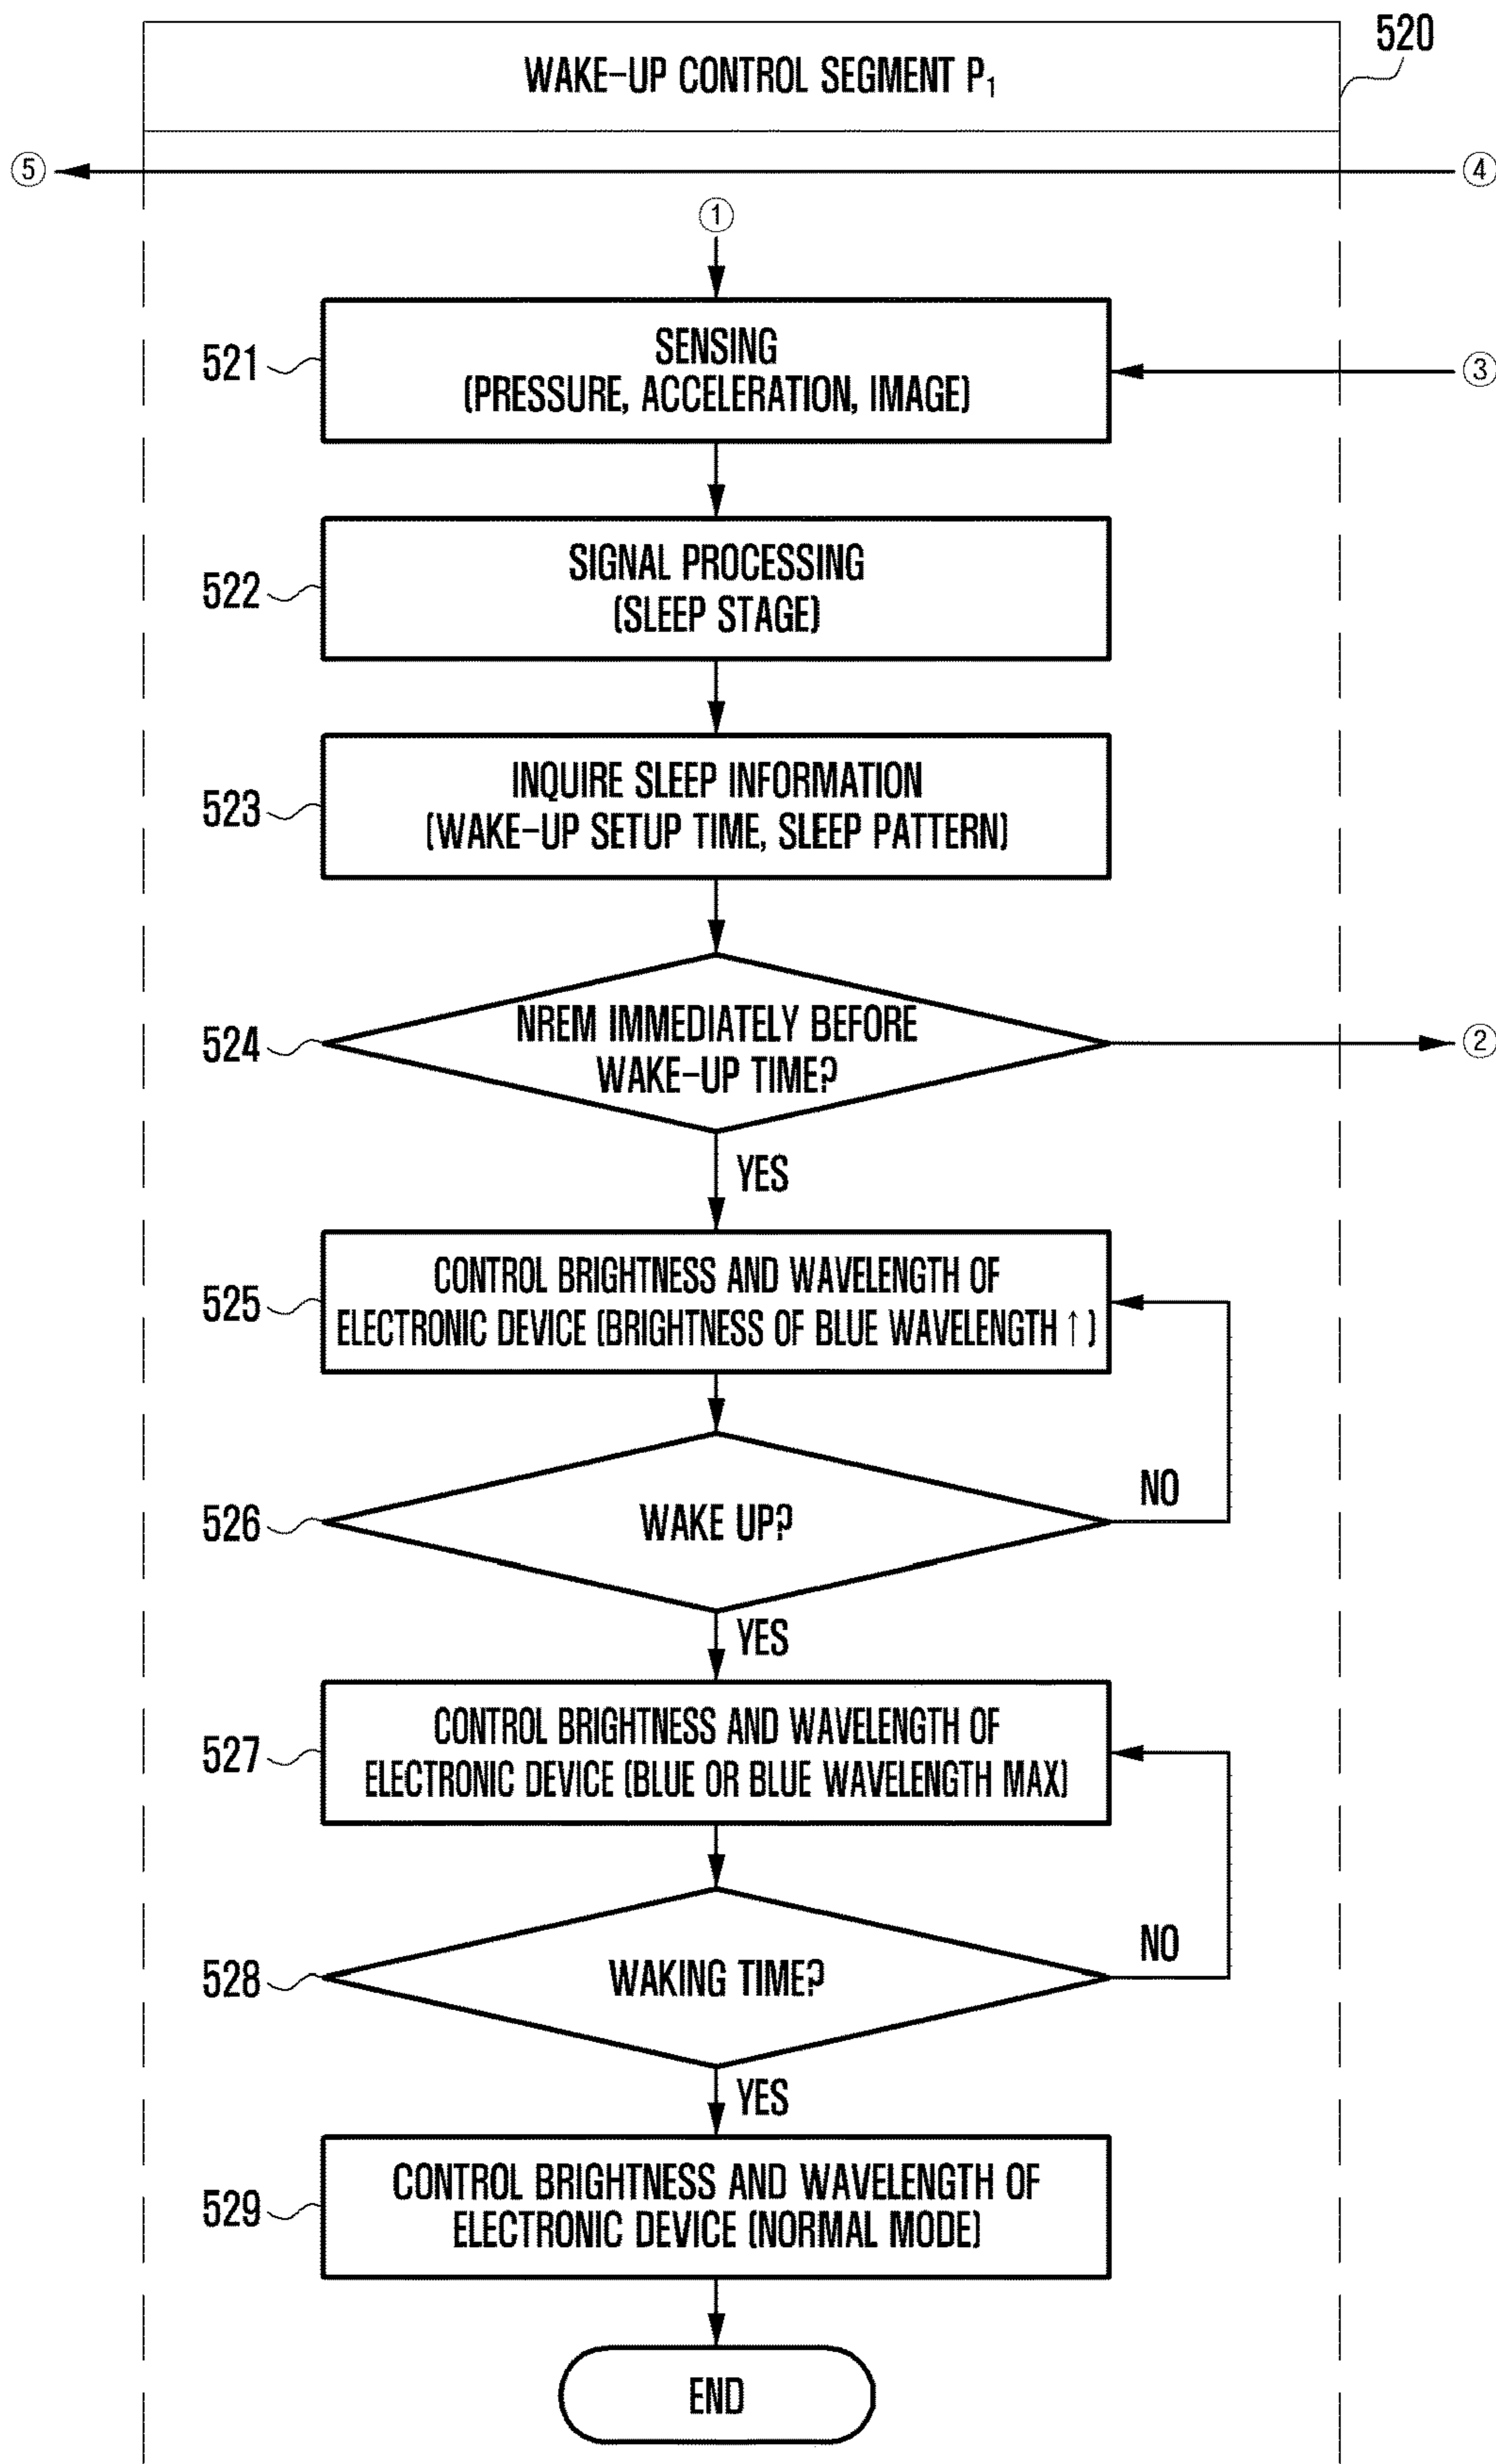 520
WAKE-UP CONTROL SEGMENT P₁
⑤
④
①
521
SENSING
(PRESSURE, ACCELERATION, IMAGE)
③
522
SIGNAL PROCESSING
(SLEEP STAGE)
523
INQUIRE SLEEP INFORMATION
(WAKE-UP SETUP TIME, SLEEP PATTERN)
524
NREM IMMEDIATELY BEFORE
WAKE-UP TIME?
②
YES
525
CONTROL BRIGHTNESS AND WAVELENGTH OF
ELECTRONIC DEVICE (BRIGHTNESS OF BLUE WAVELENGTH ↑)
526
WAKE UP?
NO
YES
527
CONTROL BRIGHTNESS AND WAVELENGTH OF
ELECTRONIC DEVICE (BLUE OR BLUE WAVELENGTH MAX)
528
WAKING TIME?
NO
YES
529
CONTROL BRIGHTNESS AND WAVELENGTH OF
ELECTRONIC DEVICE (NORMAL MODE)
END